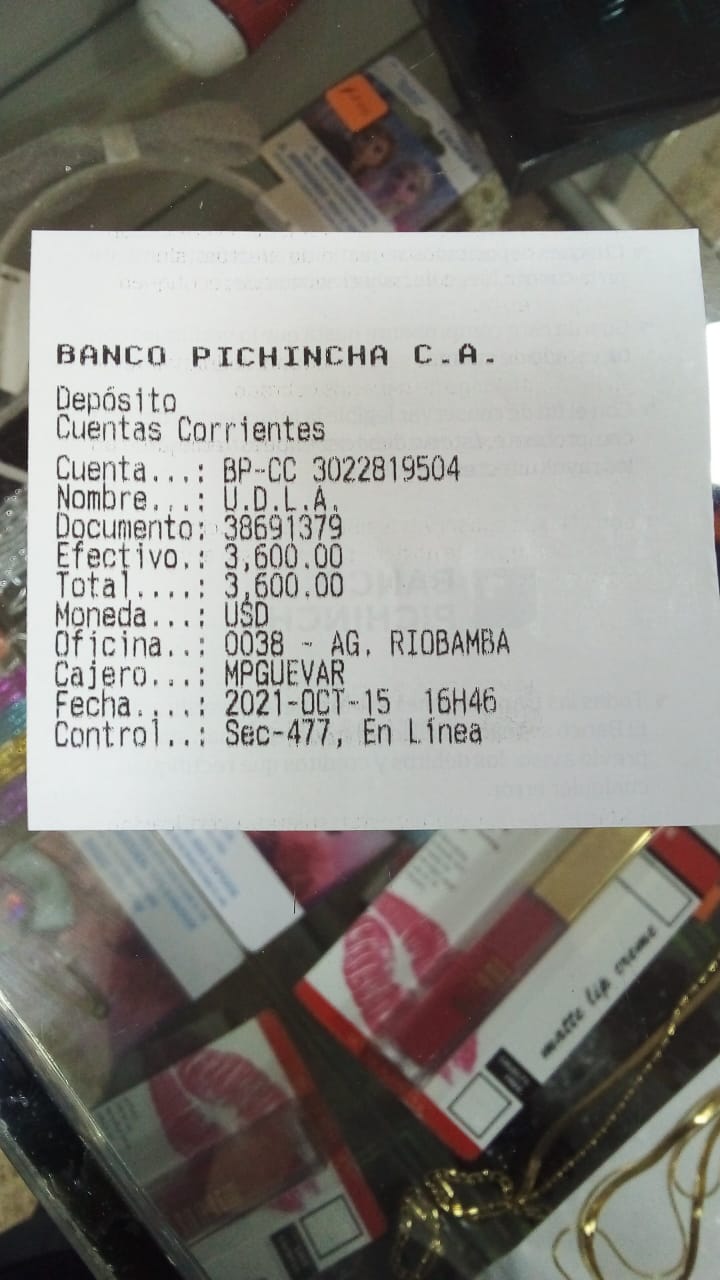 BANCO PICHINCHA C.A.
Depósito
Cuentas Corrientes
Cuenta...: BP-CC 3022819504
Nombre...: U.D.L.A.
Documento: 38691379
Efectivo.: 3,600.00
Total....: 3,600.00
Moneda...: USD
Oficina..: 0038 - AG. RIOBAMBA
Cajero...: MPGUEVAR
Fecha....: 2021-OCT-15 16H46
Control..: Sec-477, En Línea
matte lip creme